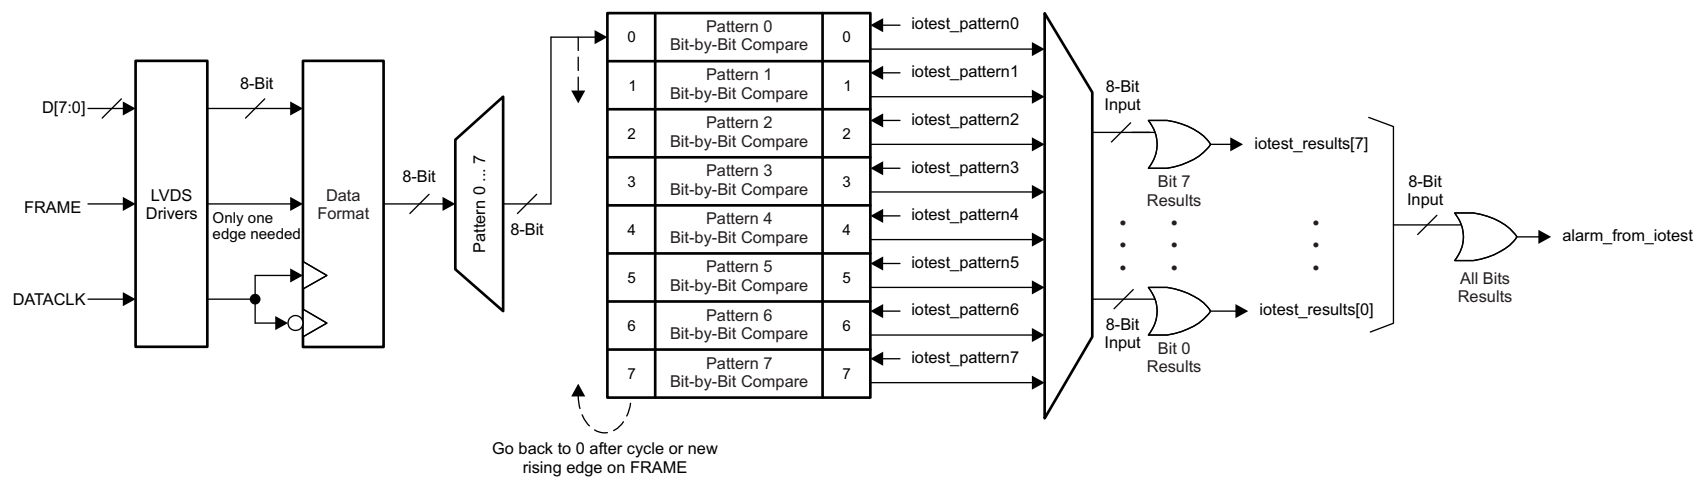 D[7:0]
FRAME
DATACLK
LVDS
Drivers
8-Bit
Only one
edge needed
Data
Format
8-Bit
Pattern 0 ... 7
8-Bit
0 Pattern 0 0
Bit-by-Bit Compare
1 Pattern 1 1
Bit-by-Bit Compare
2 Pattern 2 2
Bit-by-Bit Compare
3 Pattern 3 3
Bit-by-Bit Compare
4 Pattern 4 4
Bit-by-Bit Compare
5 Pattern 5 5
Bit-by-Bit Compare
6 Pattern 6 6
Bit-by-Bit Compare
7 Pattern 7 7
Bit-by-Bit Compare
Go back to 0 after cycle or new
rising edge on FRAME
iotest_pattern0
iotest_pattern1
iotest_pattern2
iotest_pattern3
iotest_pattern4
iotest_pattern5
iotest_pattern6
iotest_pattern7
8-Bit
Input
Bit 7
Results
iotest_results[7]
8-Bit
Input
Bit 0
Results
iotest_results[0]
8-Bit
Input
All Bits
Results
alarm_from_iotest